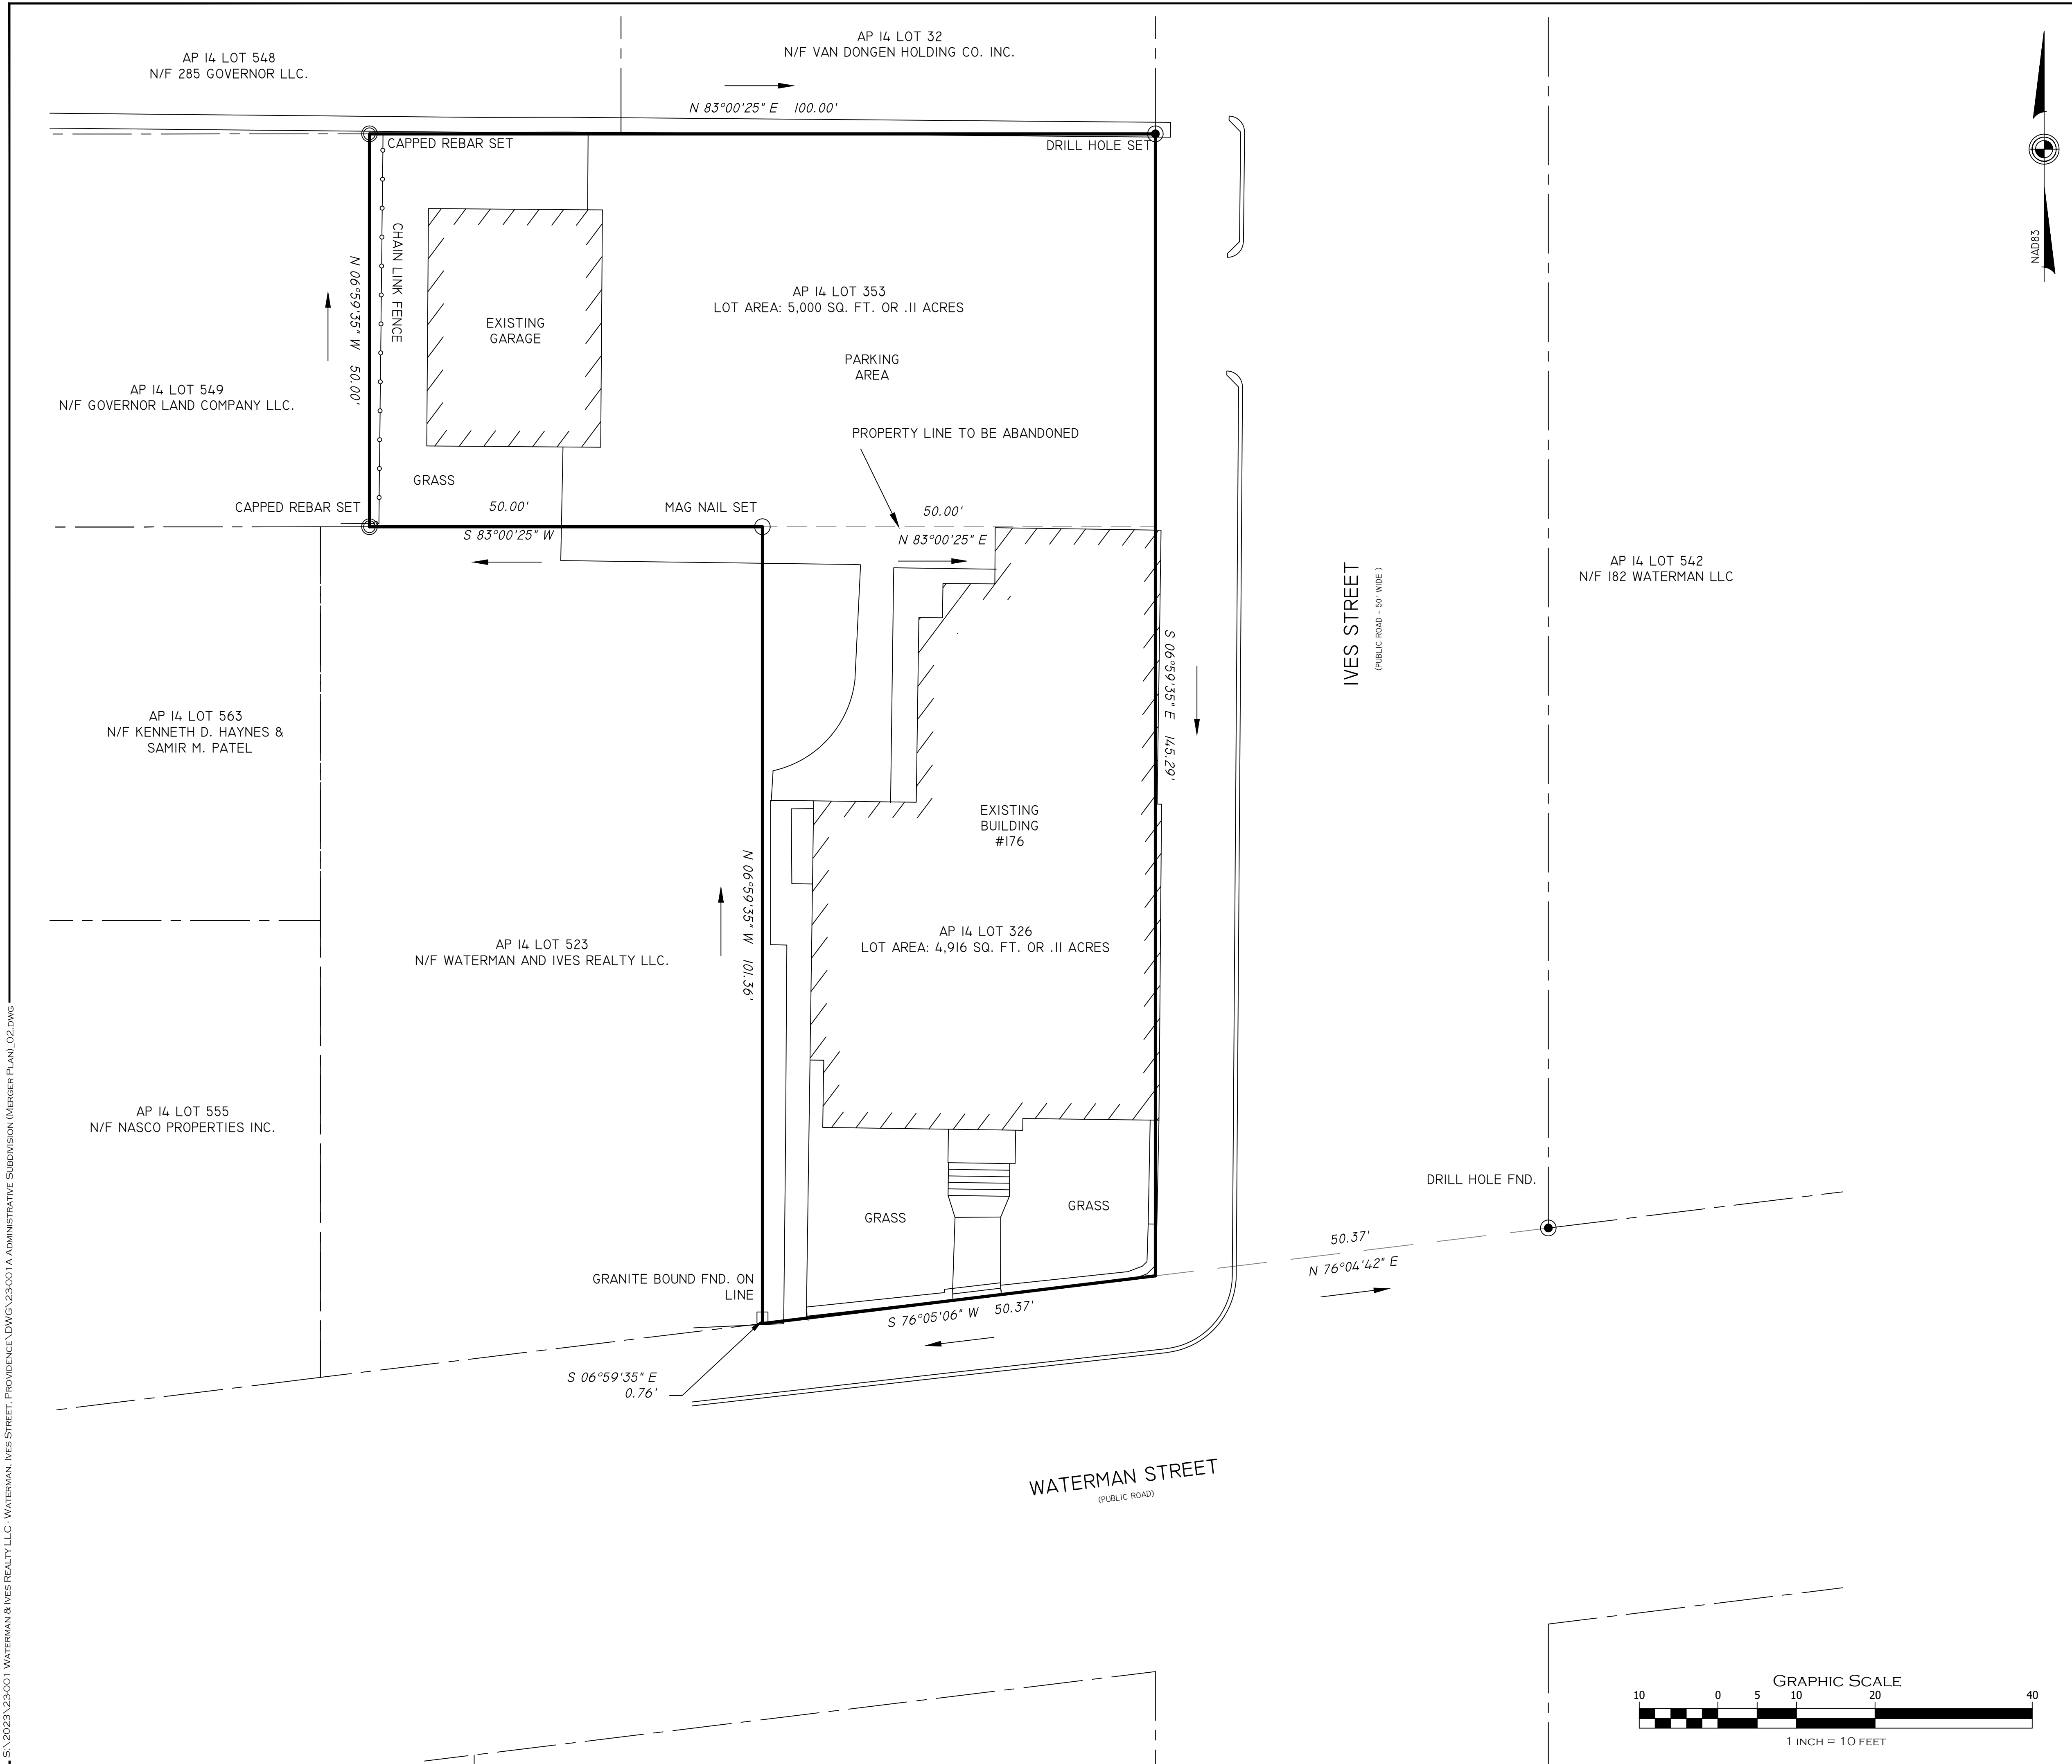 AP 14 LOT 548
N/F 285 GOVERNOR LLC.
AP 14 LOT 32
N/F VAN DONGEN HOLDING CO. INC.
N 83°00'25" E 100.00'
CAPPED REBAR SET
DRILL HOLE SET
NAD83
CHAIN LINK FENCE
N 06°59'35" W 50.00'
EXISTING
GARAGE
AP 14 LOT 353
LOT AREA: 5,000 SQ. FT. OR .11 ACRES
PARKING
AREA
AP 14 LOT 549
N/F GOVERNOR LAND COMPANY LLC.
PROPERTY LINE TO BE ABANDONED
GRASS
CAPPED REBAR SET
50.00'
S 83°00'25" W
MAG NAIL SET
50.00'
N 83°00'25" E
IVES STREET
(PUBLIC ROAD - 50' WIDE )
AP 14 LOT 542
N/F 182 WATERMAN LLC
S 06°59'35" E 145.29'
AP 14 LOT 563
N/F KENNETH D. HAYNES &
SAMIR M. PATEL
EXISTING
BUILDING
#176
N 06°59'35" W 101.36'
AP 14 LOT 523
N/F WATERMAN AND IVES REALTY LLC.
AP 14 LOT 326
LOT AREA: 4,916 SQ. FT. OR .11 ACRES
AP 14 LOT 555
N/F NASCO PROPERTIES INC.
DRILL HOLE FND.
GRASS
GRASS
50.37'
N 76°04'42" E
GRANITE BOUND FND. ON
LINE
S 76°05'06" W 50.37'
S 06°59'35" E
0.76'
WATERMAN STREET
(PUBLIC ROAD)
GRAPHIC SCALE
10 0 5 10 20 40
1 INCH = 10 FEET
S:\2023\23-001 WATERMAN & IVES REALTY LLC - WATERMAN, IVES STREET, PROVIDENCE\DWG\23-001A ADMINISTRATIVE SUBDIVISION (MERGER PLAN)_02.DWG